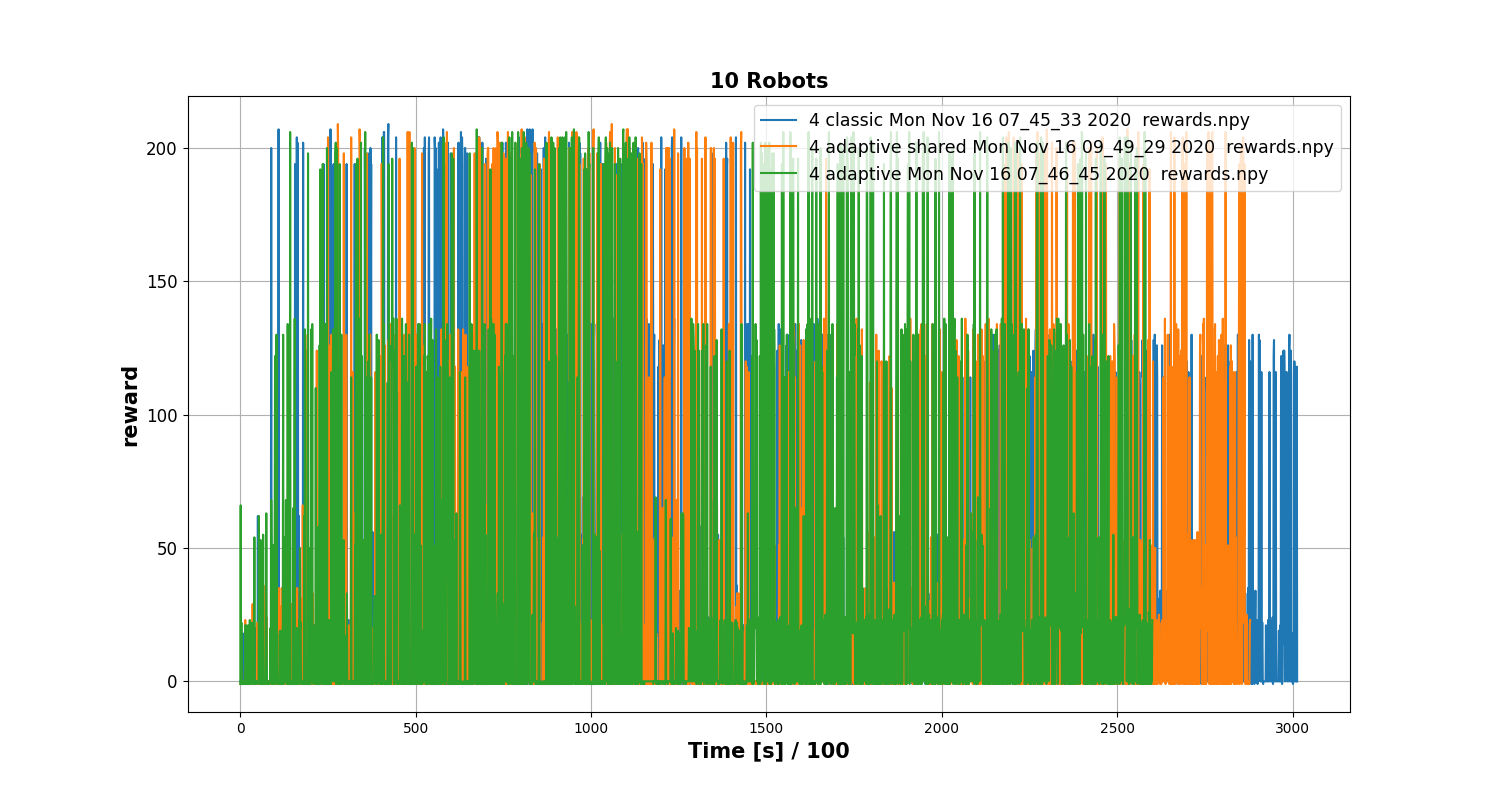 10 Robots
4 classic Mon Nov 16 07_45_33 2020 rewards.npy
4 adaptive shared Mon Nov 16 09_49_29 2020 rewards.npy
4 adaptive Mon Nov 16 07_46_45 2020 rewards.npy
200
150
100
50
0
reward
0 500 1000 1500 2000 2500 3000
Time [s] / 100